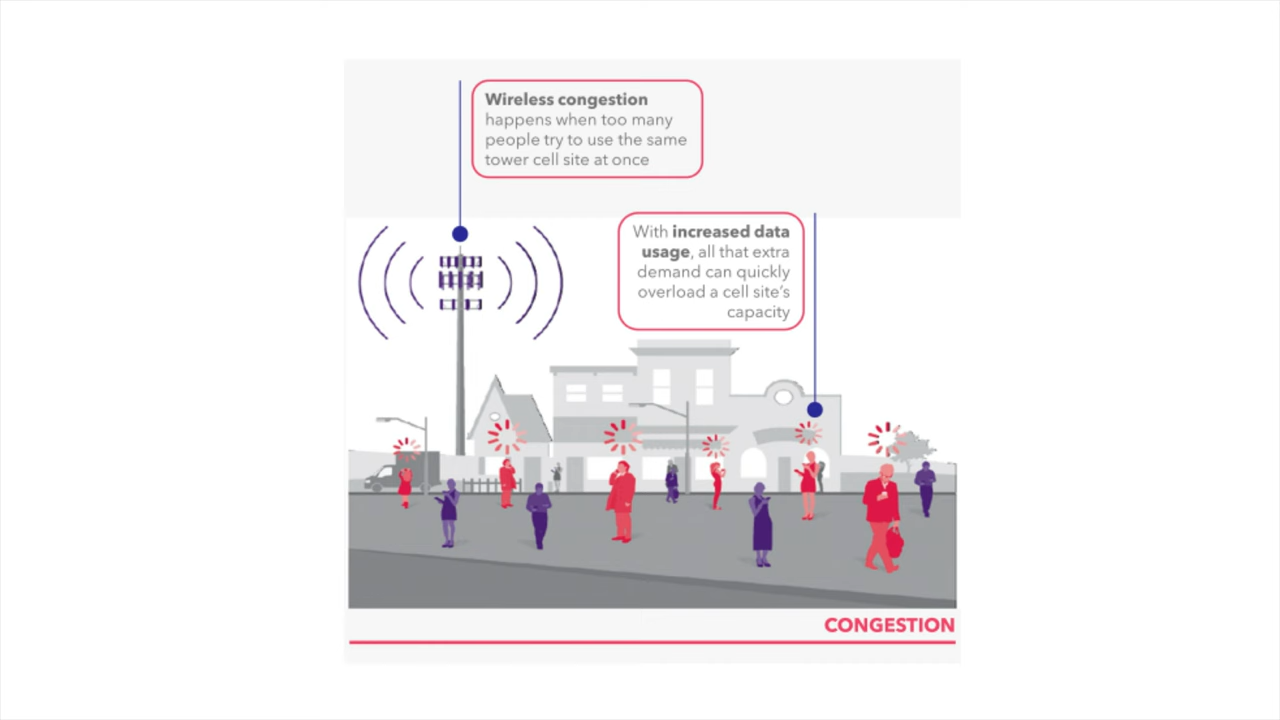 Wireless congestion
happens when too many
people try to use the same
tower cell site at once
With increased data
usage, all that extra
demand can quickly
overload a cell site's
capacity
CONGESTION